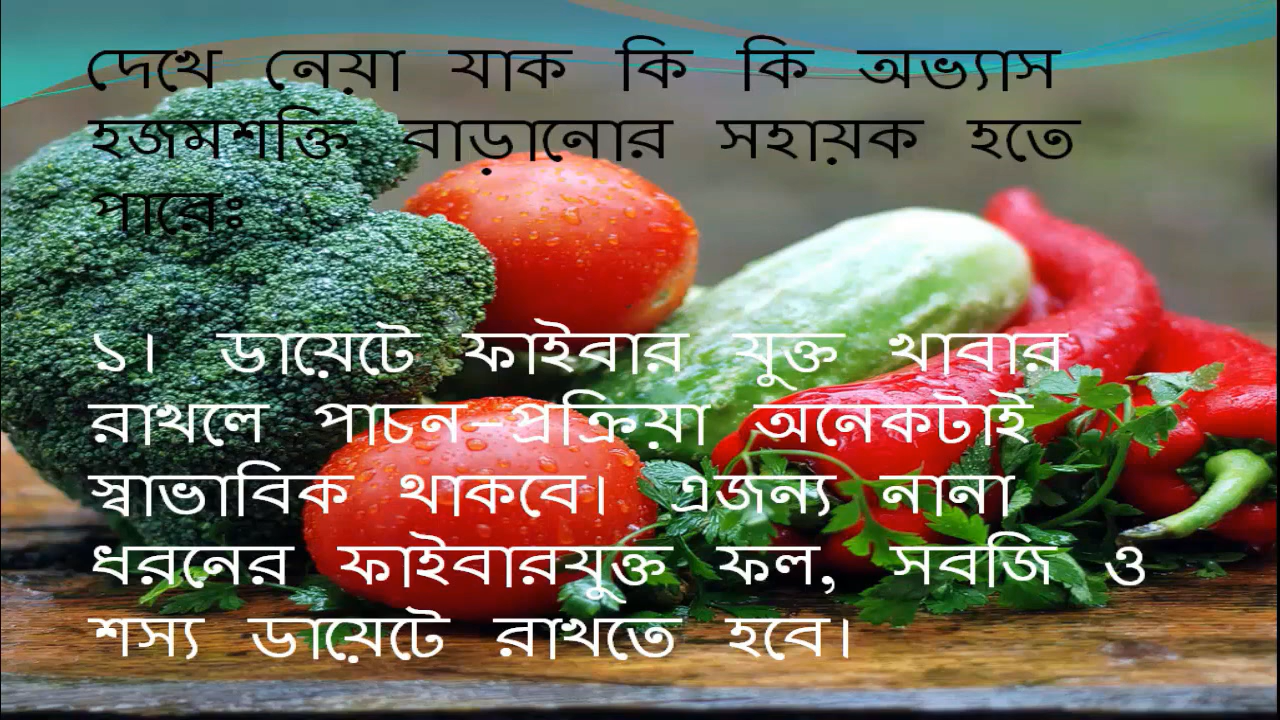 দেখে নেয়া যাক কি কি অভ্যাস
হজমশক্তি বাড়ানোর সহায়ক হতে
পারেঃ
১। ডায়েটে ফাইবার যুক্ত খাবার
রাখলে পাচন-প্রক্রিয়া অনেকটাই
স্বাভাবিক থাকবে। এজন্য নানা
ধরনের ফাইবারযুক্ত ফল, সবজি ও
শস্য ডায়েটে রাখতে হবে।